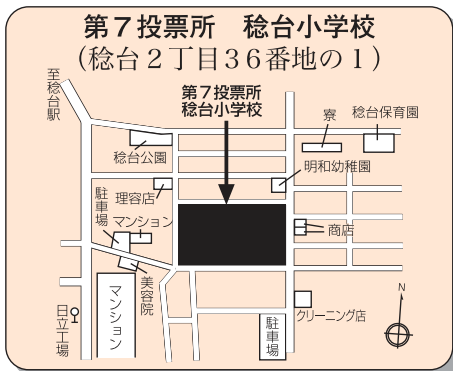 第７投票所　稔台小学校
（稔台２丁目３６番地の１）
至稔台駅
第７投票所
稔台小学校
寮
稔台保育園
稔台公園
明和幼稚園
理容店
駐車場
マンション
商店
美容院
マンション
日立工場
駐車場
クリーニング店
N